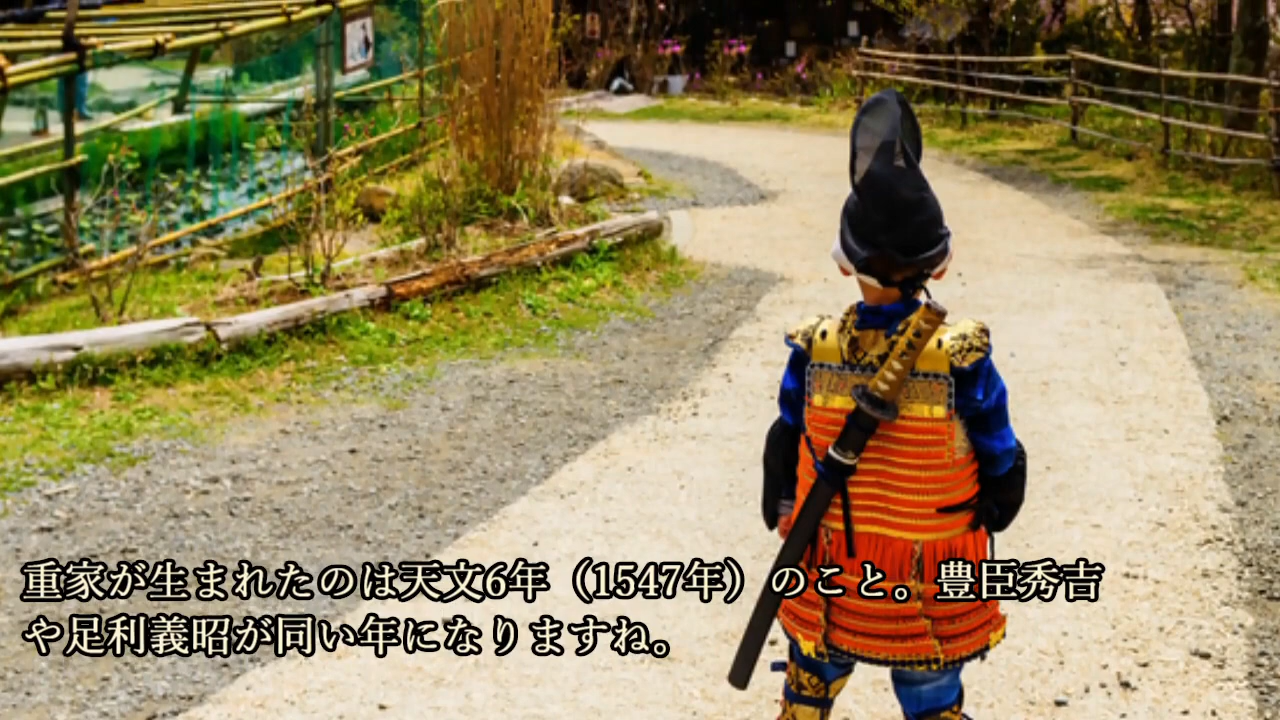 重家が生まれたのは天文6年（1547年）のこと。豊臣秀吉
や足利義昭が同い年になりますね。